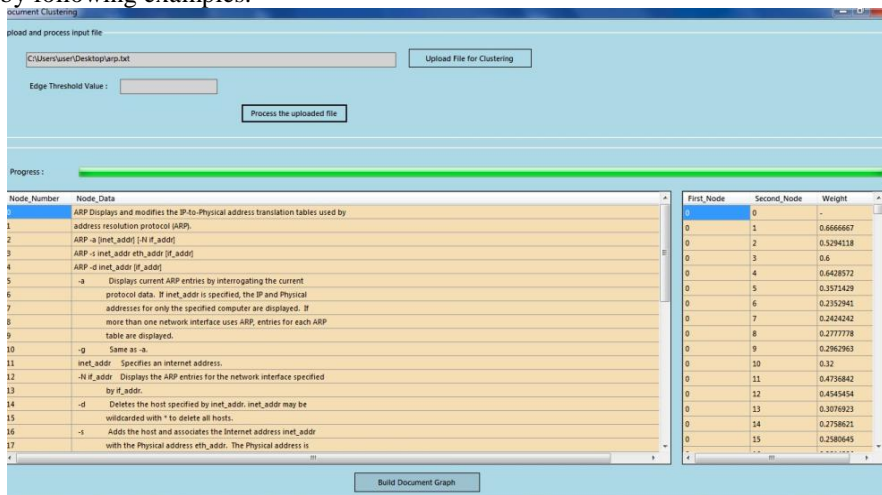 by following examples.
Document Clustering
Upload and process input file
C:\Users\user\Desktop\arp.txt
Upload File for Clustering
Edge Threshold Value :
Process the uploaded file
Progress :
Node_Number Node_Data
0 ARP Displays and modifies the IP-to-Physical address translation tables used by
1 address resolution protocol (ARP).
2 ARP -a [inet_addr] [-N if_addr]
3 ARP -s inet_addr eth_addr [if_addr]
4 ARP -d inet_addr [if_addr]
5 -a Displays current ARP entries by interrogating the current
6 protocol data. If inet_addr is specified, the IP and Physical
7 addresses for only the specified computer are displayed. If
8 more than one network interface uses ARP, entries for each ARP
9 table are displayed.
10 -g Same as -a.
11 inet_addr Specifies an internet address.
12 -N if_addr Displays the ARP entries for the network interface specified
13 by if_addr.
14 -d Deletes the host specified by inet_addr. inet_addr may be
15 wildcarded with * to delete all hosts.
16 -s Adds the host and associates the Internet address inet_addr
17 with the Physical address eth_addr. The Physical address is
First_Node Second_Node Weight
0 0 -
0 1 0.6666667
0 2 0.5294118
0 3 0.6
0 4 0.6428572
0 5 0.3571429
0 6 0.2352941
0 7 0.2424242
0 8 0.2777778
0 9 0.2962963
0 10 0.32
0 11 0.4736842
0 12 0.4545454
0 13 0.3076923
0 14 0.2758621
0 15 0.2580645
Build Document Graph